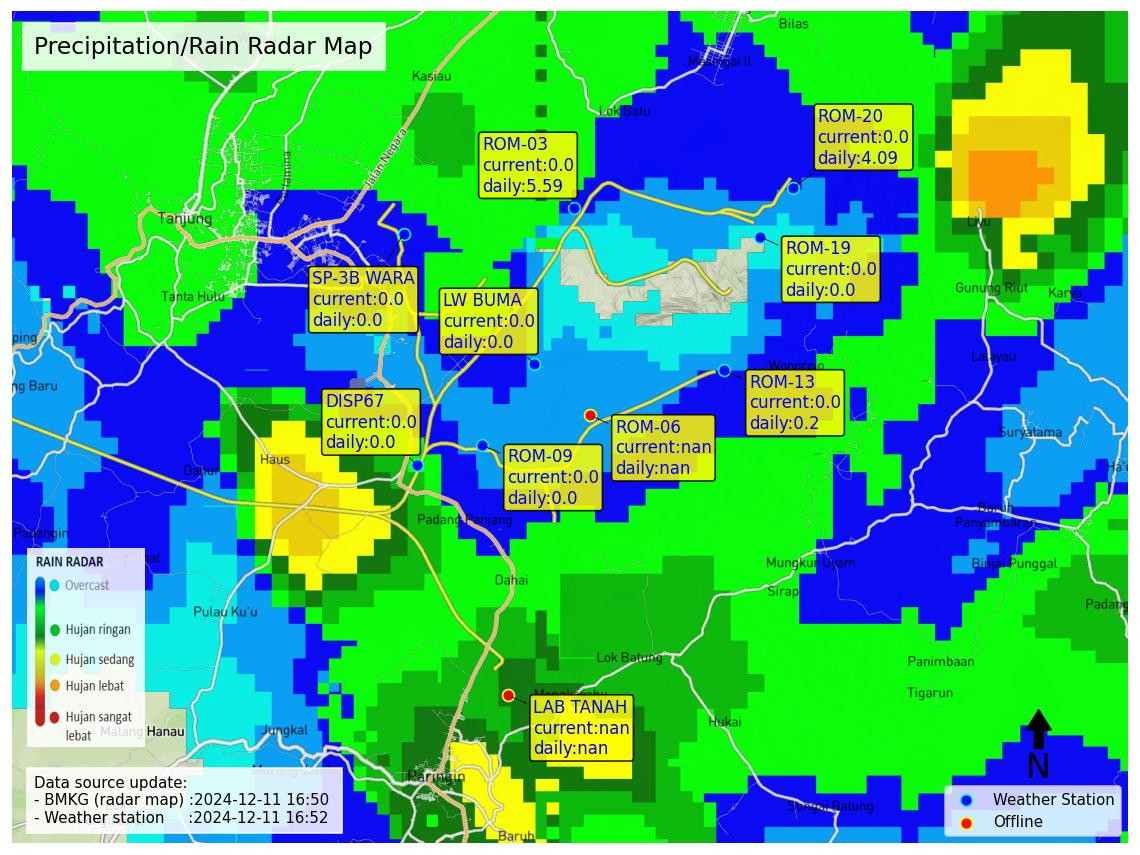 Precipitation/Rain Radar Map
Bilas
Masingai II
Kasiau
Lok Batu
ROM-20
current:0.0
daily:4.09
ROM-03
current:0.0
daily:5.59
Jalan Negara
Tanjung
Liyu
ROM-19
current:0.0
daily:0.0
SP-3B WARA
current:0.0
daily:0.0
Tanta Hulu
LW BUMA
current:0.0
daily:0.0
Gunung Riut
Karya
Lalayau
Wonorejo
ROM-13
current:0.0
daily:0.2
ng Baru
ping
DISP67
current:0.0
daily:0.0
ROM-06
current:nan
daily:nan
Suryatama
Haus
Dahur
ROM-09
current:0.0
daily:0.0
Padang Panjang
Baruh
Panyambaran
Padangin
RAIN RADAR
Overcast
Hujan ringan
Hujan sedang
Hujan lebat
Hujan sangat
lebat
Mungkur Uyam
Binjai Punggal
Dahai
Sirap
Pulau Ku'u
Padang
Lok Batung
Panimbaan
Tigarun
LAB TANAH
current:nan
daily:nan
Hukai
Matang Hanau
Jungkal
N
Paringin
Data source update:
- BMKG (radar map) :2024-12-11 16:50
- Weather station :2024-12-11 16:52
Sungai Batung
Baruh
Weather Station
Offline